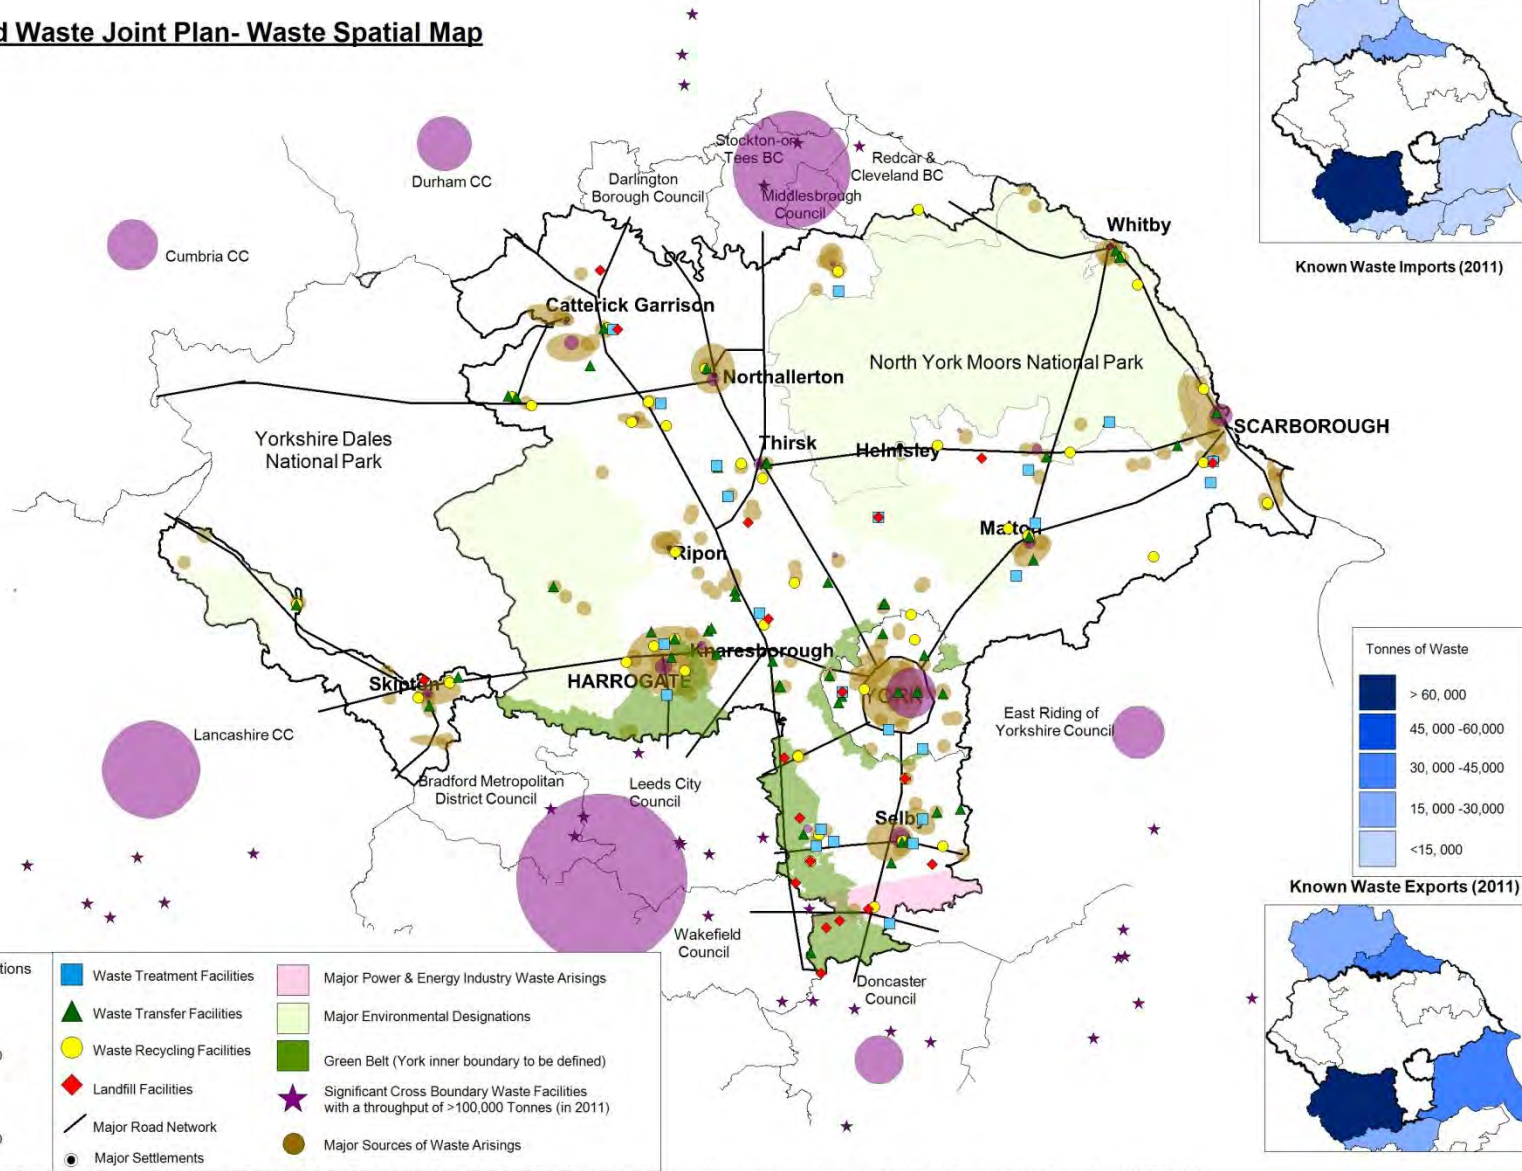 d Waste Joint Plan- Waste Spatial Map
Known Waste Imports (2011)
Durham CC
Cumbria CC
Darlington
Borough Council
Stockton-on
Tees BC
Middlesbrough
Council
Redcar &
Cleveland BC
Whitby
Catterick Garrison
North York Moors National Park
Northallerton
Yorkshire Dales
National Park
Thirsk
Helmsley
SCARBOROUGH
Malton
Ripon
Knaresborough
HARROGATE
Skipton
YORK
East Riding of
Yorkshire Council
Lancashire CC
Bradford Metropolitan
District Council
Leeds City
Council
Selby
Wakefield
Council
Doncaster
Council
Tonnes of Waste
> 60, 000
45, 000 -60,000
30, 000 -45,000
15, 000 -30,000
<15, 000
Known Waste Exports (2011)
tions
Waste Treatment Facilities
Waste Transfer Facilities
Waste Recycling Facilities
Landfill Facilities
Major Road Network
Major Settlements
Major Power & Energy Industry Waste Arisings
Major Environmental Designations
Green Belt (York inner boundary to be defined)
Significant Cross Boundary Waste Facilities
with a throughput of >100,000 Tonnes (in 2011)
Major Sources of Waste Arisings